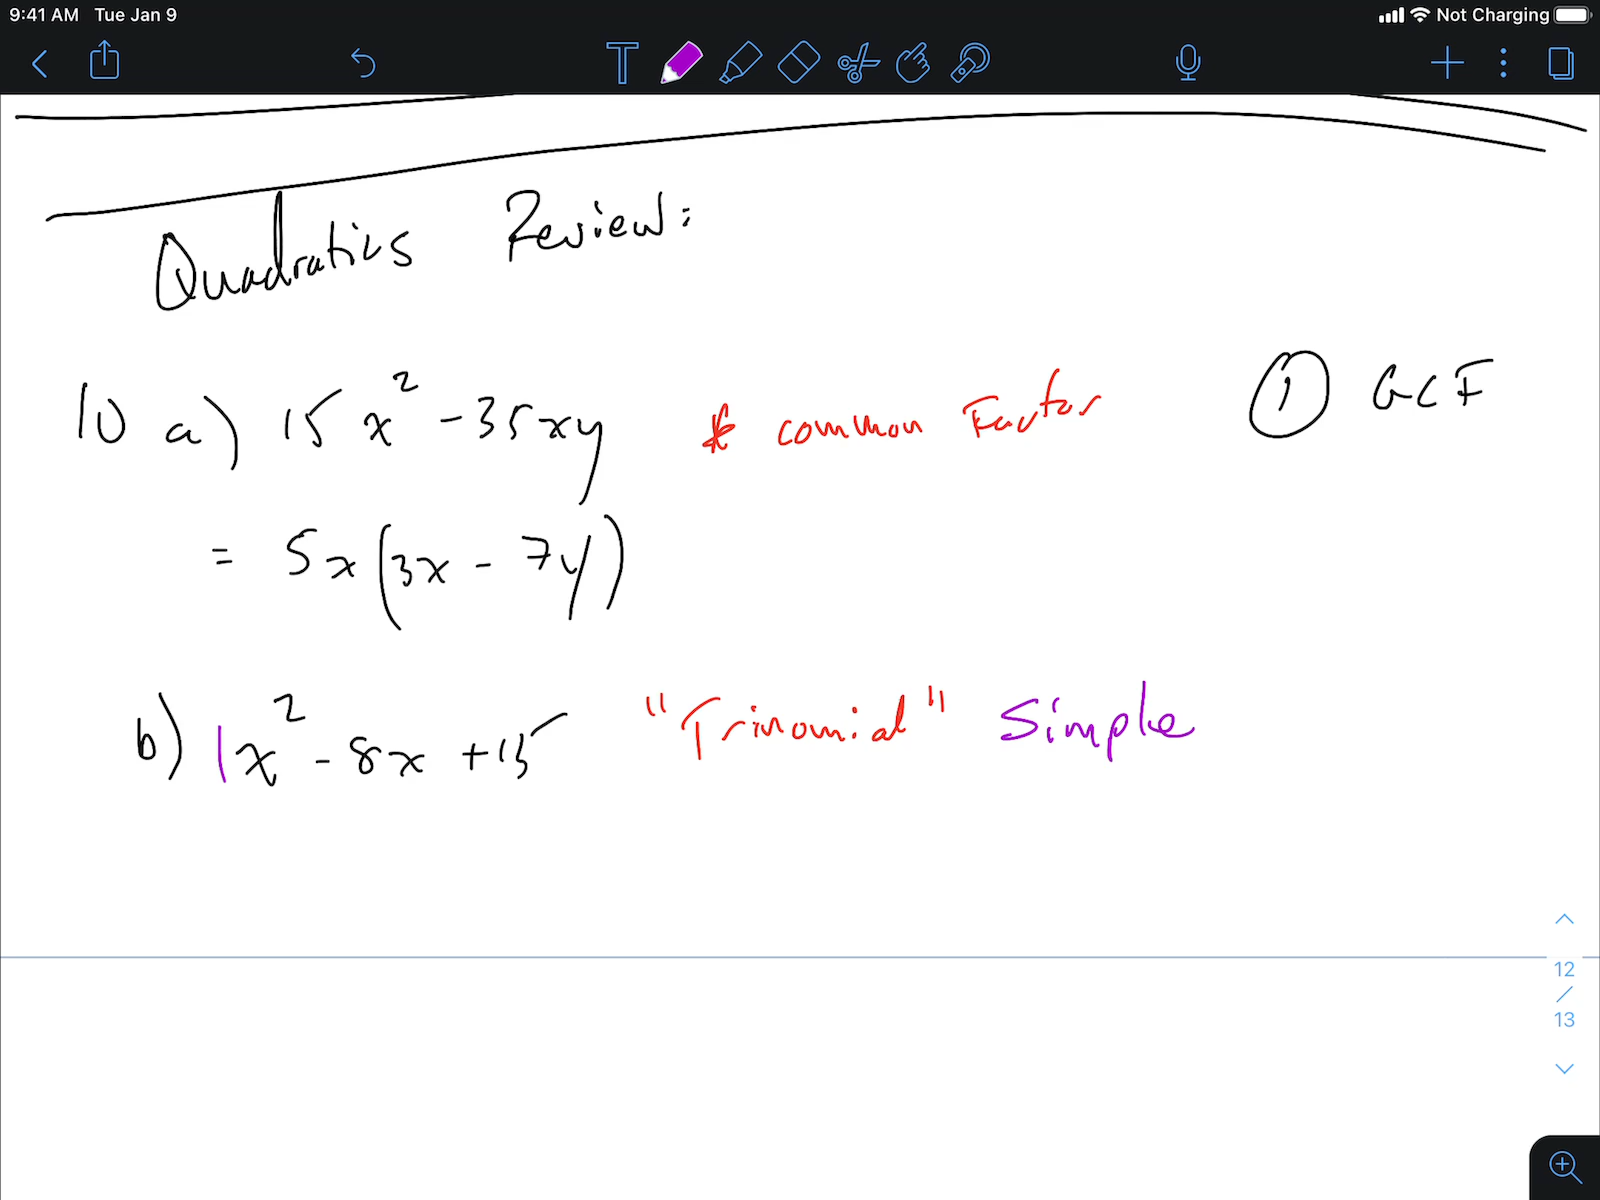 9:41 AM Tue Jan 9 Not Charging
Quadratics Review:
10 a) 15x² - 35xy * common Factor ① GCF
= 5x(3x - 7y)
b) 1x² - 8x + 15 "Trinomial" Simple
12
/
13